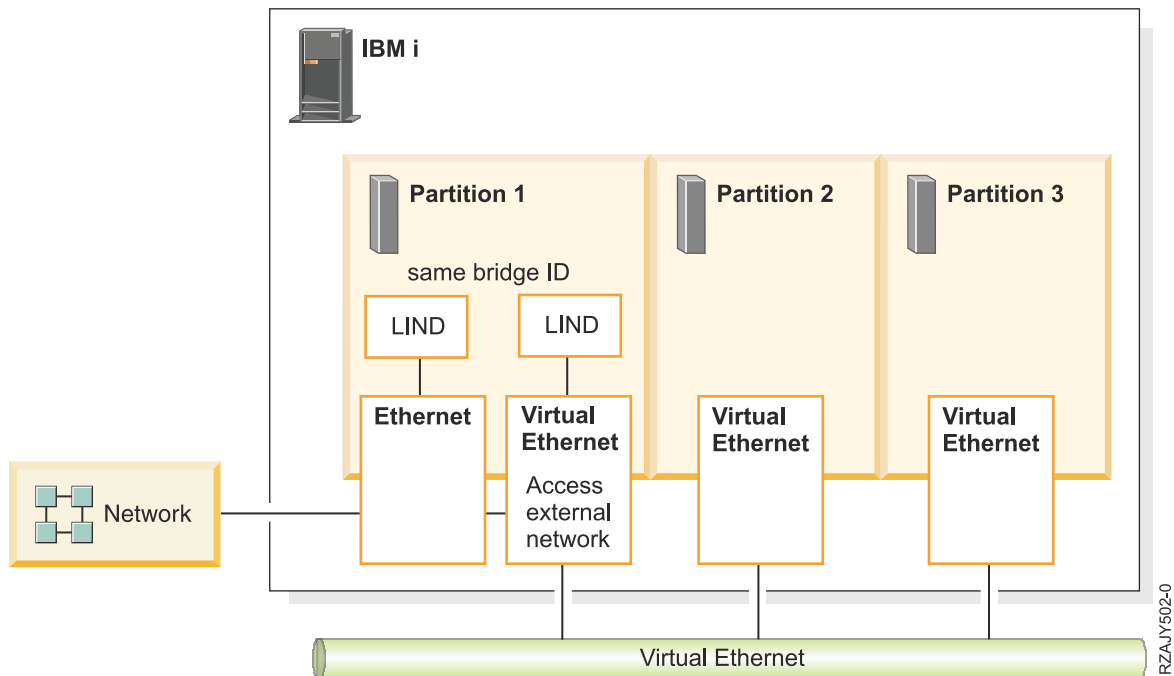 IBM i
Partition 1
Partition 2
Partition 3
same bridge ID
LIND
LIND
Ethernet
Virtual
Ethernet
Access
external
network
Virtual
Ethernet
Virtual
Ethernet
Network
Virtual Ethernet
RZAJY502-0